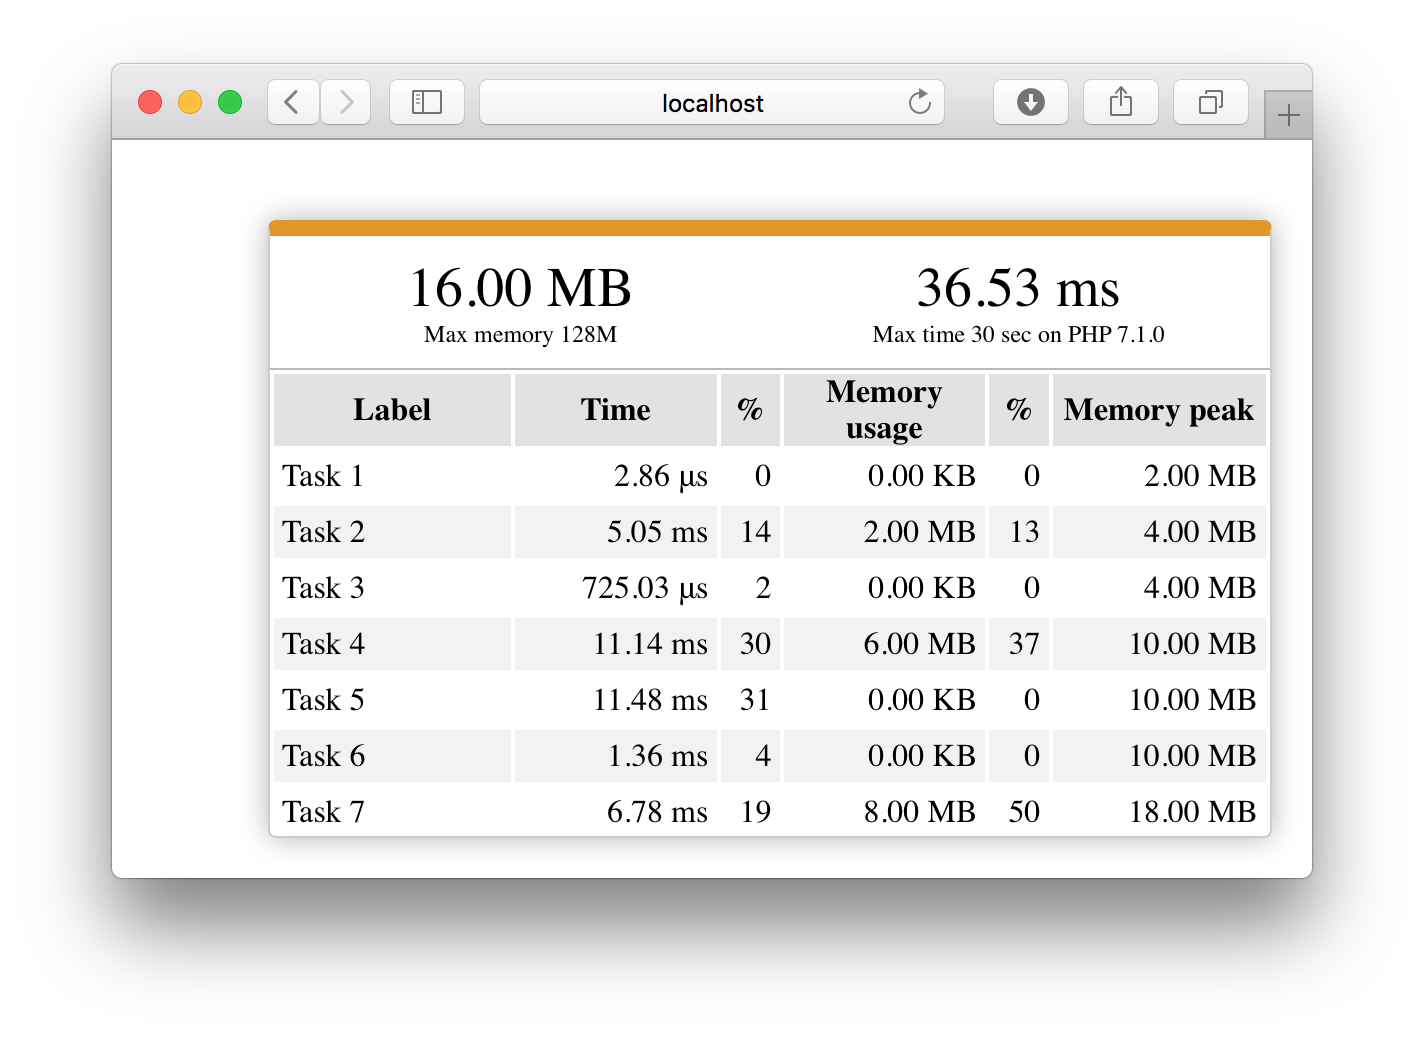 localhost
16.00 MB 36.53 ms
Max memory 128M Max time 30 sec on PHP 7.1.0
Label Time % Memory usage % Memory peak
Task 1 2.86 µs 0 0.00 KB 0 2.00 MB
Task 2 5.05 ms 14 2.00 MB 13 4.00 MB
Task 3 725.03 µs 2 0.00 KB 0 4.00 MB
Task 4 11.14 ms 30 6.00 MB 37 10.00 MB
Task 5 11.48 ms 31 0.00 KB 0 10.00 MB
Task 6 1.36 ms 4 0.00 KB 0 10.00 MB
Task 7 6.78 ms 19 8.00 MB 50 18.00 MB